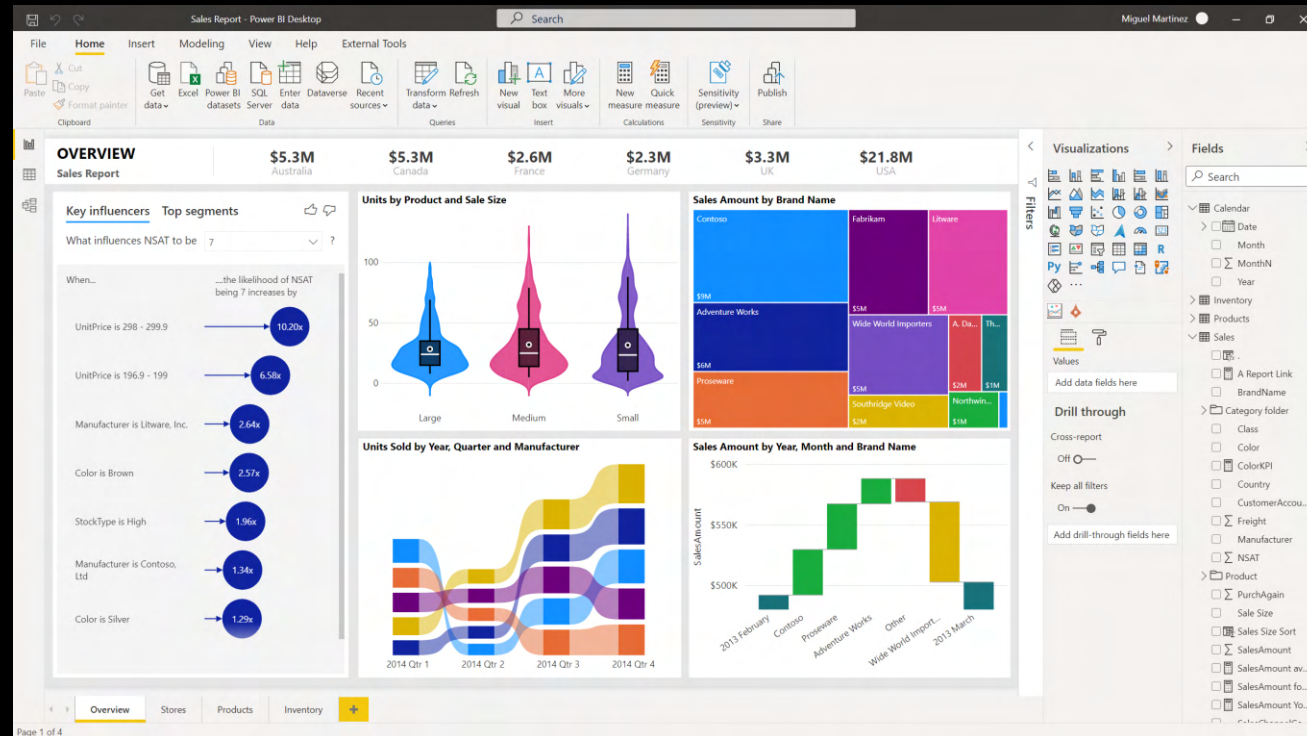 Sales Report - Power BI Desktop
Search
Miguel Martinez
File Home Insert Modeling View Help External Tools
Paste
Cut
Copy
Format painter
Clipboard
Get data
Excel
Power BI datasets
SQL Server
Enter data
Dataverse
Recent sources
Data
Transform data
Refresh
Queries
New visual
Text box
More visuals
Insert
New measure
Quick measure
Calculations
Sensitivity (preview)
Sensitivity
Publish
Share
OVERVIEW
Sales Report
$5.3M
Australia
$5.3M
Canada
$2.6M
France
$2.3M
Germany
$3.3M
UK
$21.8M
USA
Key influencers Top segments
What influences NSAT to be 7 ?
When...
....the likelihood of NSAT
being 7 increases by
UnitPrice is 298 - 299.9 10.20x
UnitPrice is 196.9 - 199 6.58x
Manufacturer is Litware, Inc. 2.64x
Color is Brown 2.57x
StockType is High 1.96x
Manufacturer is Contoso,
Ltd
1.34x
Color is Silver 1.29x
Units by Product and Sale Size
100
50
0
Large Medium Small
Sales Amount by Brand Name
Contoso
$9M
Adventure Works
$6M
Proseware
$5M
Fabrikam
$5M
Litware
$5M
Wide World Importers
$5M
Southridge Video
$2M
A. Da...
$2M
Th...
$1M
Northwin...
$1M
Units Sold by Year, Quarter and Manufacturer
2014 Qtr 1 2014 Qtr 2 2014 Qtr 3 2014 Qtr 4
Sales Amount by Year, Month and Brand Name
$600K
$550K
$500K
SalesAmount
2013 February
Contoso
Proseware
Adventure Works
Other
Wide World Import...
2013 March
Filters
Visualizations
R
Py
...
Values
Add data fields here
Drill through
Cross-report
Off
Keep all filters
On
Add drill-through fields here
Fields
Search
Calendar
Date
Month
MonthN
Year
Inventory
Products
Sales
.
A Report Link
BrandName
Category folder
Class
Color
ColorKPI
Country
CustomerAccou...
Freight
Manufacturer
NSAT
Product
PurchAgain
Sale Size
Sales Size Sort
SalesAmount
SalesAmount av...
SalesAmount fo...
SalesAmount Yo...
Overview Stores Products Inventory +
Page 1 of 4